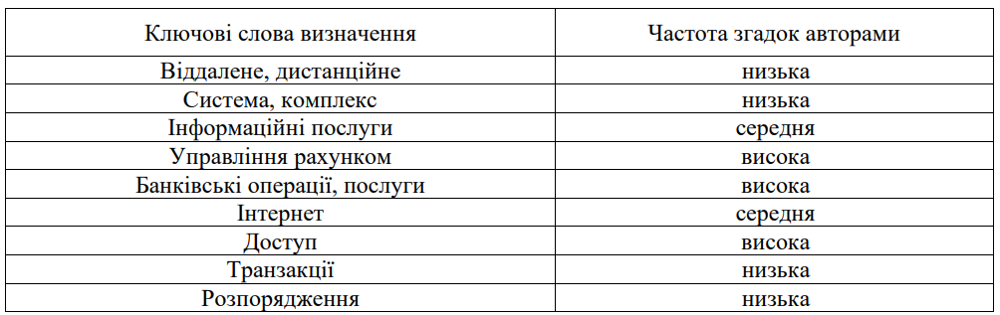 Ключові слова визначення Частота згадок авторами
Віддалене, дистанційне низька
Система, комплекс низька
Інформаційні послуги середня
Управління рахунком висока
Банківські операції, послуги висока
Інтернет середня
Доступ висока
Транзакції низька
Розпорядження низька